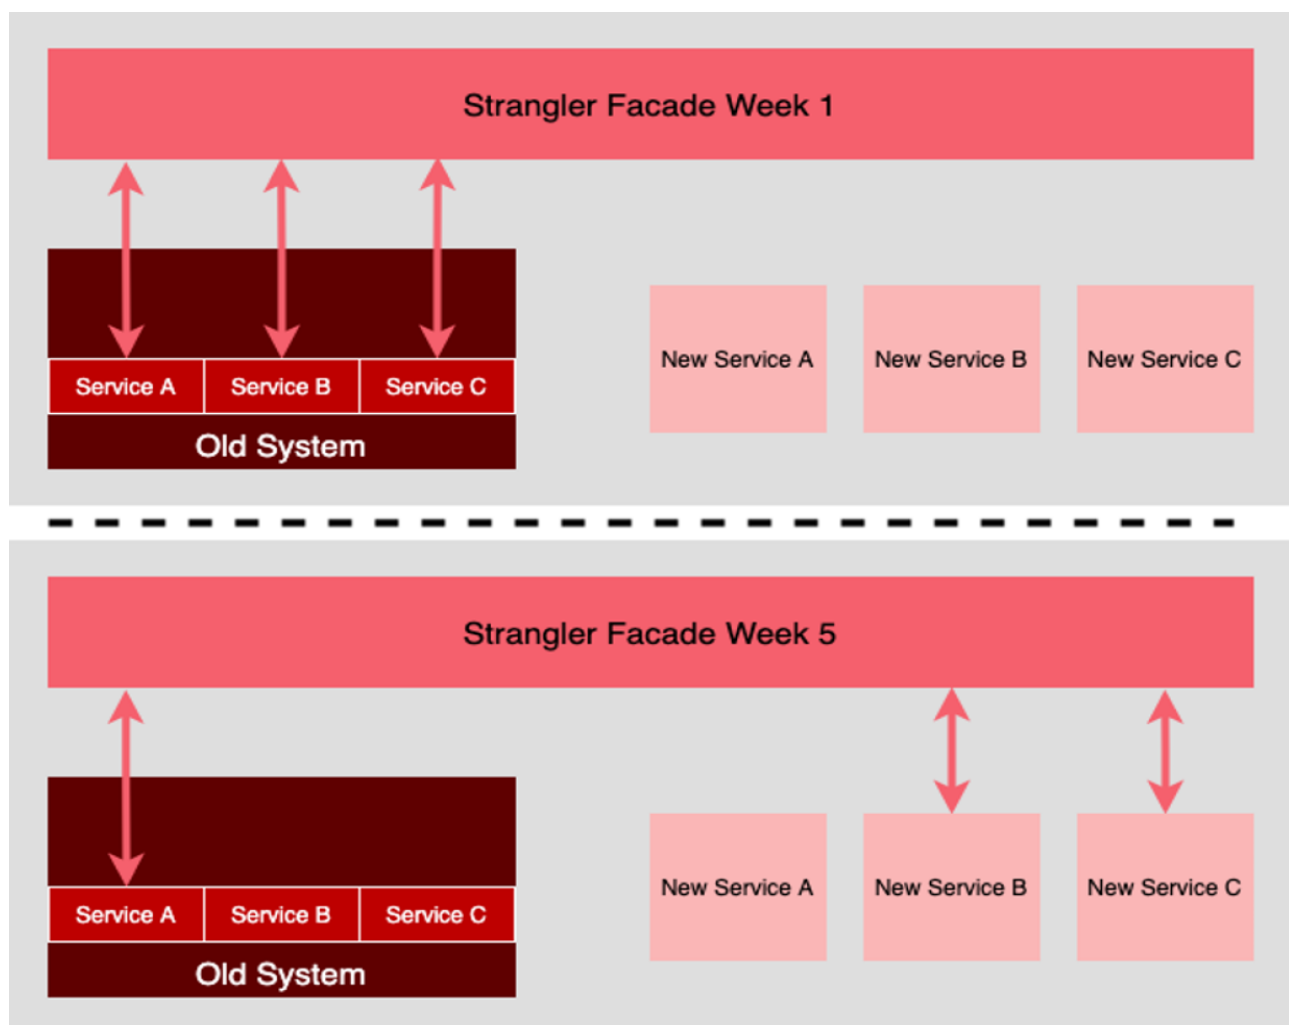 Strangler Facade Week 1
Service A
Service B
Service C
Old System
New Service A
New Service B
New Service C
Strangler Facade Week 5
Service A
Service B
Service C
Old System
New Service A
New Service B
New Service C